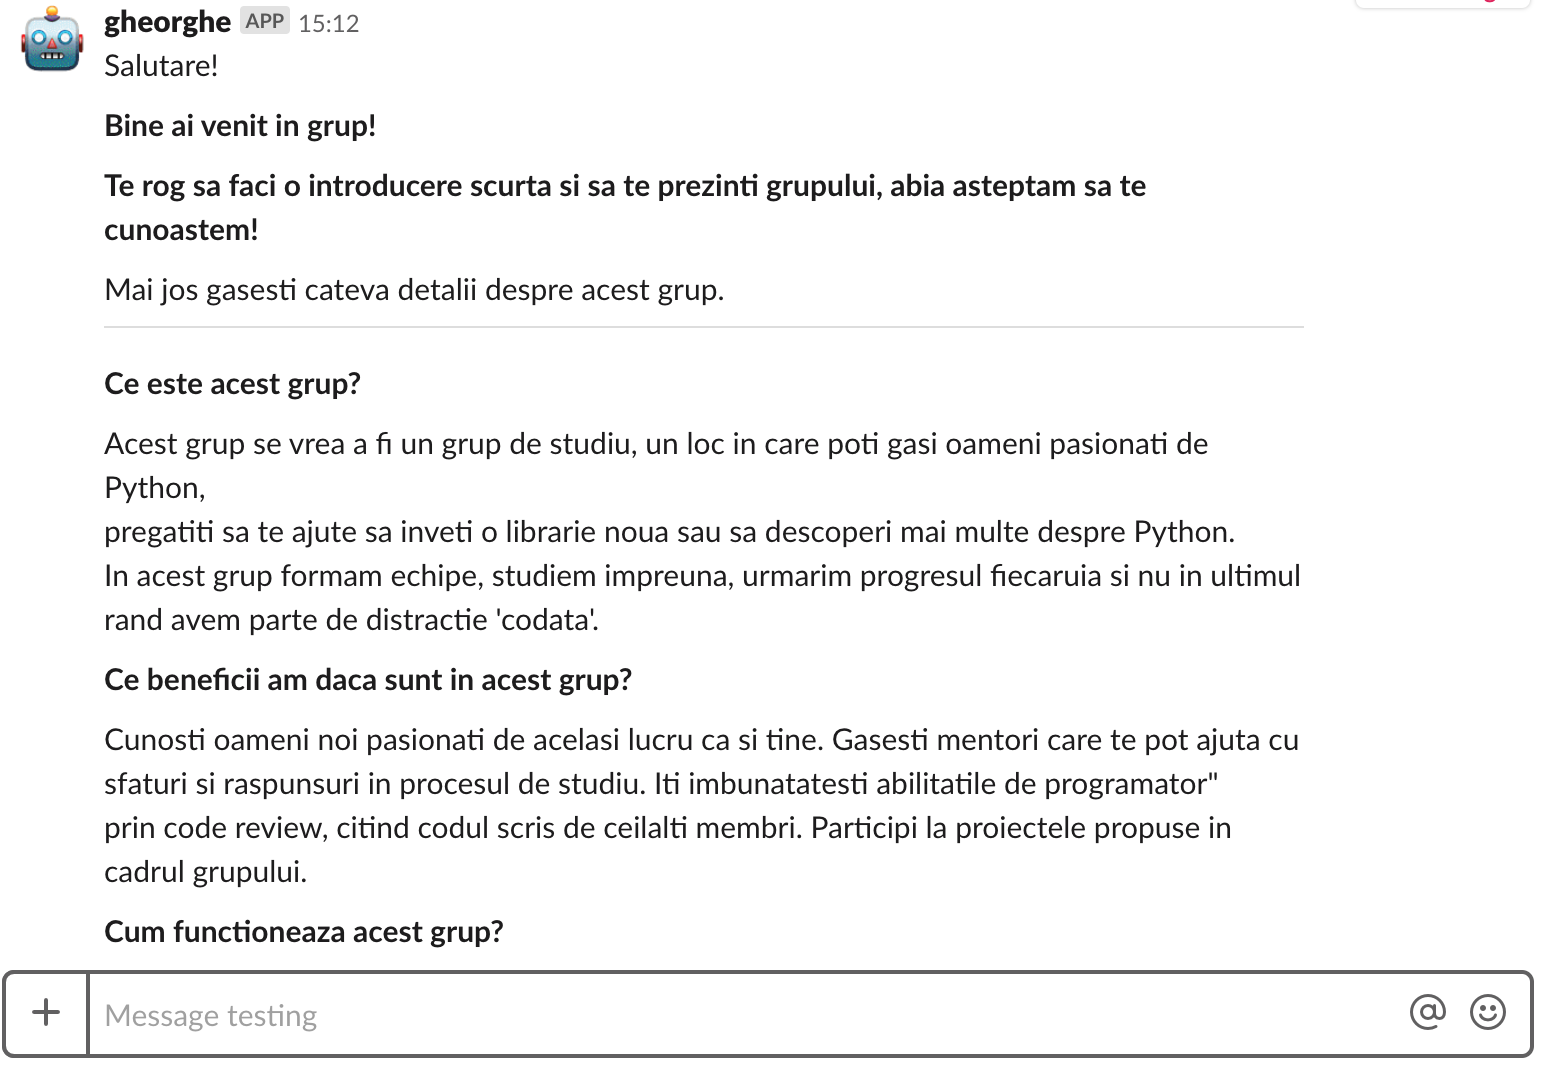 gheorghe APP 15:12
Salutare!
Bine ai venit in grup!
Te rog sa faci o introducere scurta si sa te prezinti grupului, abia asteptam sa te
cunoastem!
Mai jos gasesti cateva detalii despre acest grup.
Ce este acest grup?
Acest grup se vrea a fi un grup de studiu, un loc in care poti gasi oameni pasionati de
Python,
pregatiti sa te ajute sa inveti o librarie noua sau sa descoperi mai multe despre Python.
In acest grup formam echipe, studiem impreuna, urmarim progresul fiecaruia si nu in ultimul
rand avem parte de distractie 'codata'.
Ce beneficii am daca sunt in acest grup?
Cunosti oameni noi pasionati de acelasi lucru ca si tine. Gasesti mentori care te pot ajuta cu
sfaturi si raspunsuri in procesul de studiu. Iti imbunatatesti abilitatile de programator"
prin code review, citind codul scris de ceilalti membri. Participi la proiectele propuse in
cadrul grupului.
Cum functioneaza acest grup?
Message testing